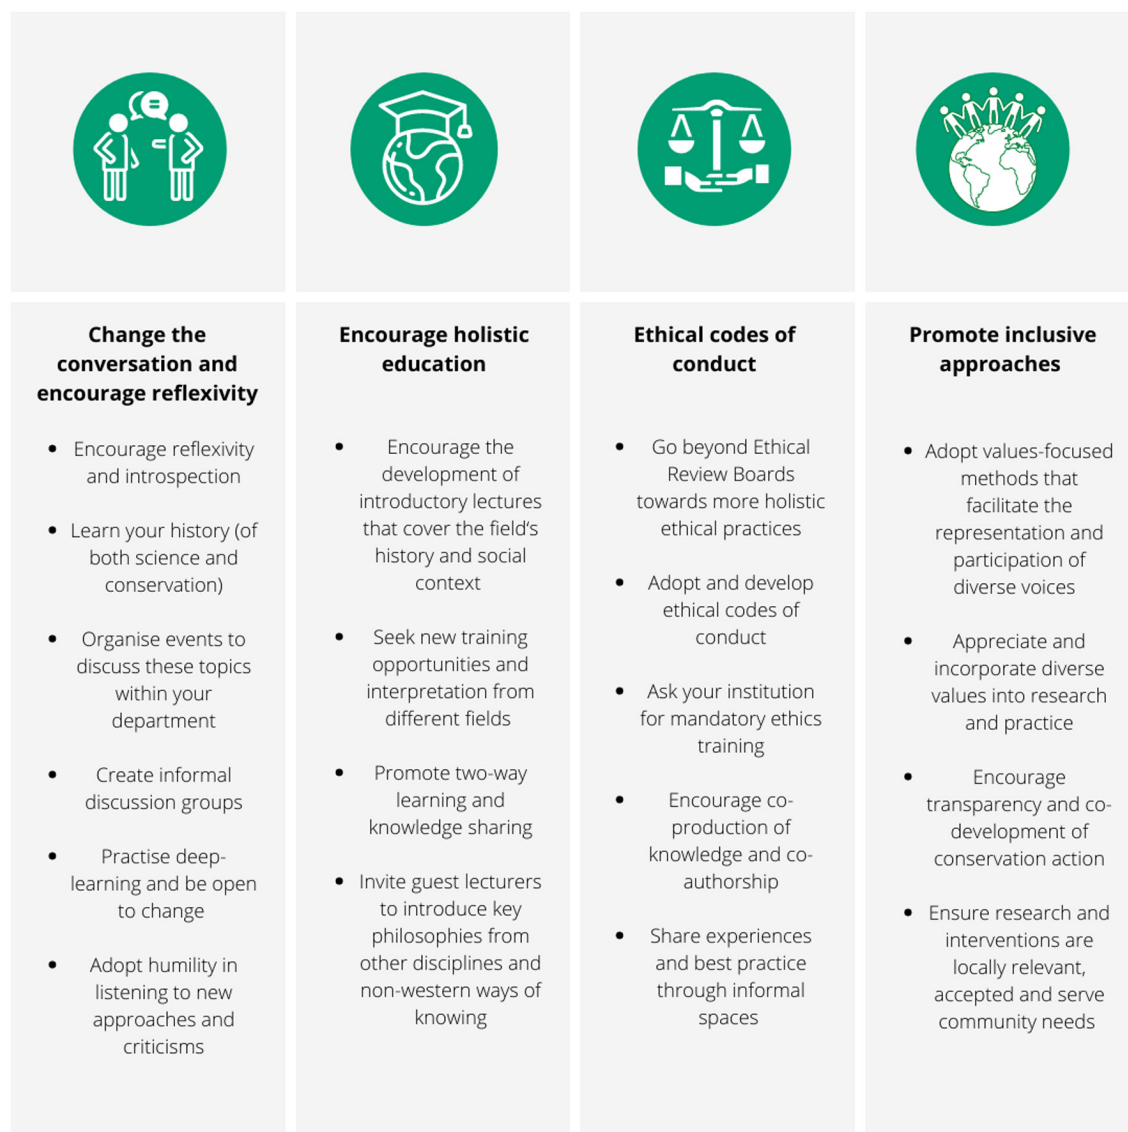 Change the
conversation and
encourage reflexivity
• Encourage reflexivity
and introspection
• Learn your history (of
both science and
conservation)
• Organise events to
discuss these topics
within your
department
• Create informal
discussion groups
• Practise deep-
learning and be open
to change
• Adopt humility in
listening to new
approaches and
criticisms
Encourage holistic
education
• Encourage the
development of
introductory lectures
that cover the field‘s
history and social
context
• Seek new training
opportunities and
interpretation from
different fields
• Promote two-way
learning and
knowledge sharing
• Invite guest lecturers
to introduce key
philosophies from
other disciplines and
non-western ways of
knowing
Ethical codes of
conduct
• Go beyond Ethical
Review Boards
towards more holistic
ethical practices
• Adopt and develop
ethical codes of
conduct
• Ask your institution
for mandatory ethics
training
• Encourage co-
production of
knowledge and co-
authorship
• Share experiences
and best practice
through informal
spaces
Promote inclusive
approaches
• Adopt values-focused
methods that
facilitate the
representation and
participation of
diverse voices
• Appreciate and
incorporate diverse
values into research
and practice
• Encourage
transparency and co-
development of
conservation action
• Ensure research and
interventions are
locally relevant,
accepted and serve
community needs